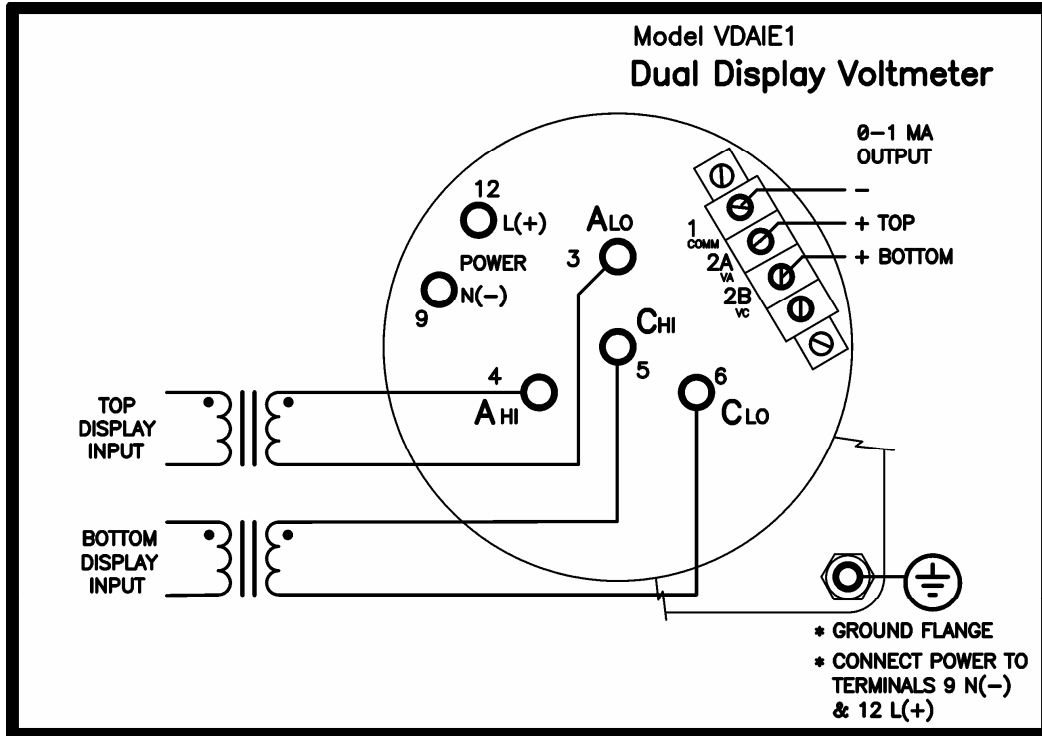 Model VDAIE1
Dual Display Voltmeter
0-1 MA
OUTPUT
-
+ TOP
+ BOTTOM
12
L(+)
POWER
N(-)
9
ALO
3
1
COMM
2A
VA
2B
VC
CHI
5
4
A HI
6
CLO
TOP
DISPLAY
INPUT
BOTTOM
DISPLAY
INPUT
* GROUND FLANGE
* CONNECT POWER TO
TERMINALS 9 N(-)
& 12 L(+)